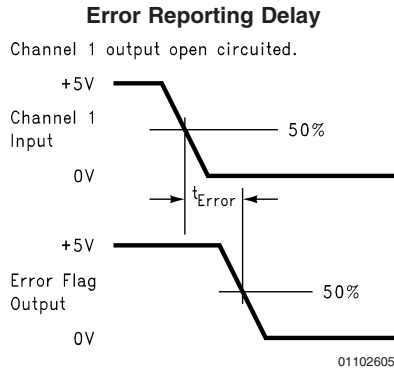 Error Reporting Delay
Channel 1 output open circuited.
+5V
Channel 1
Input
50%
0V
tError
+5V
Error Flag
Output
50%
0V
01102605